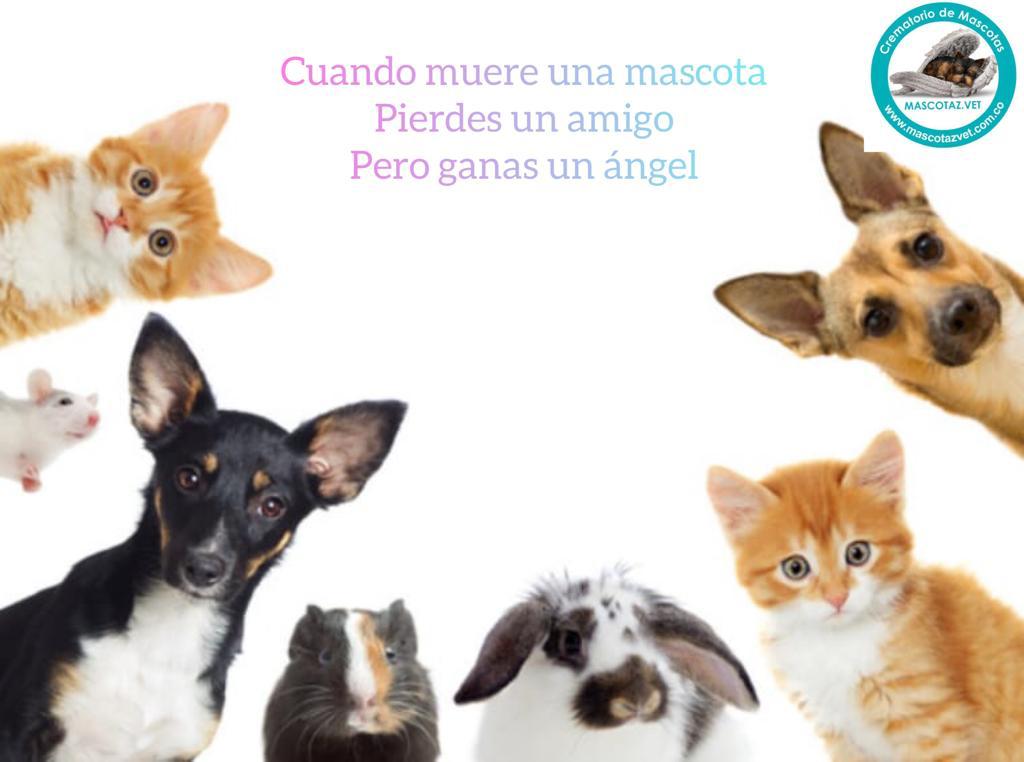 Cuando muere una mascota
Pierdes un amigo
Pero ganas un ángel
Crematorio de Mascotas
MASCOTAZ.VET
www.mascotazvet.com.co